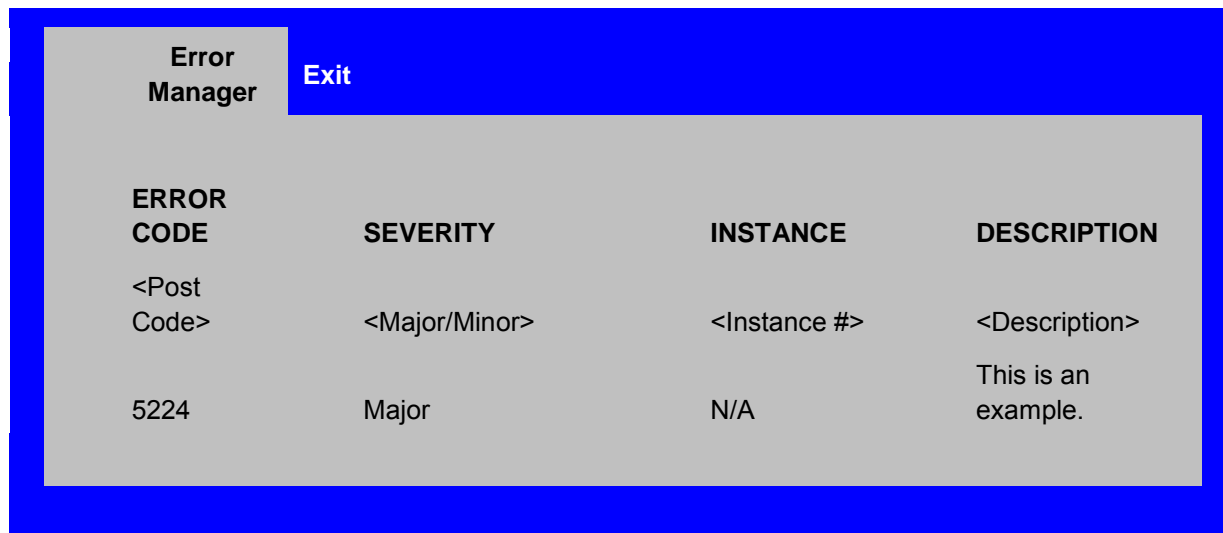 Error
Manager
Exit
ERROR
CODE
SEVERITY
INSTANCE
DESCRIPTION
<Post
Code>
<Major/Minor>
<Instance #>
<Description>
5224
Major
N/A
This is an
example.